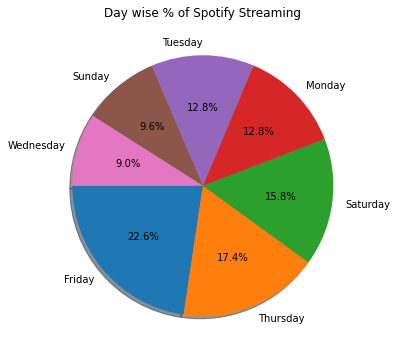 Day wise % of Spotify Streaming
Tuesday
Sunday
Monday
12.8%
9.6%
12.8%
Wednesday
9.0%
15.8%
Saturday
22.6%
17.4%
Friday
Thursday